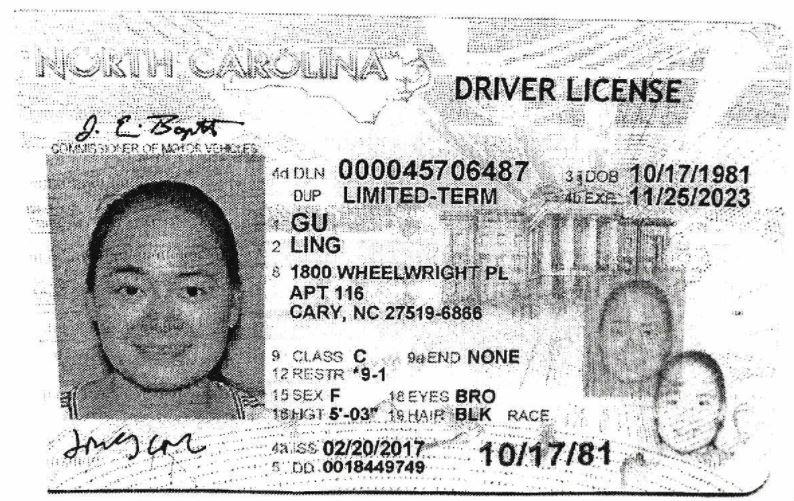 NORTH CAROLINA
DRIVER LICENSE
COMMISSIONER OF MOTOR VEHICLES
4d DLN 000045706487 3 DOB 10/17/1981
DUP LIMITED-TERM 4b EXP 11/25/2023
1 GU
2 LING
8 1800 WHEELWRIGHT PL
APT 116
CARY, NC 27519-6866
9 CLASS C 9a END NONE
12 RESTR *9-1
15 SEX F 18 EYES BRO
16 HGT 5'-03" 19 HAIR BLK RACE
4a ISS 02/20/2017 10/17/81
5 DD 0018449749